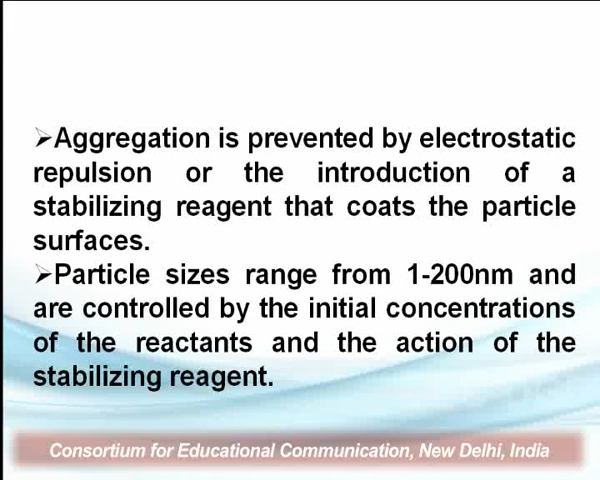 ➢Aggregation is prevented by electrostatic
repulsion or the introduction of a
stabilizing reagent that coats the particle
surfaces.
➢Particle sizes range from 1-200nm and
are controlled by the initial concentrations
of the reactants and the action of the
stabilizing reagent.
Consortium for Educational Communication, New Delhi, India